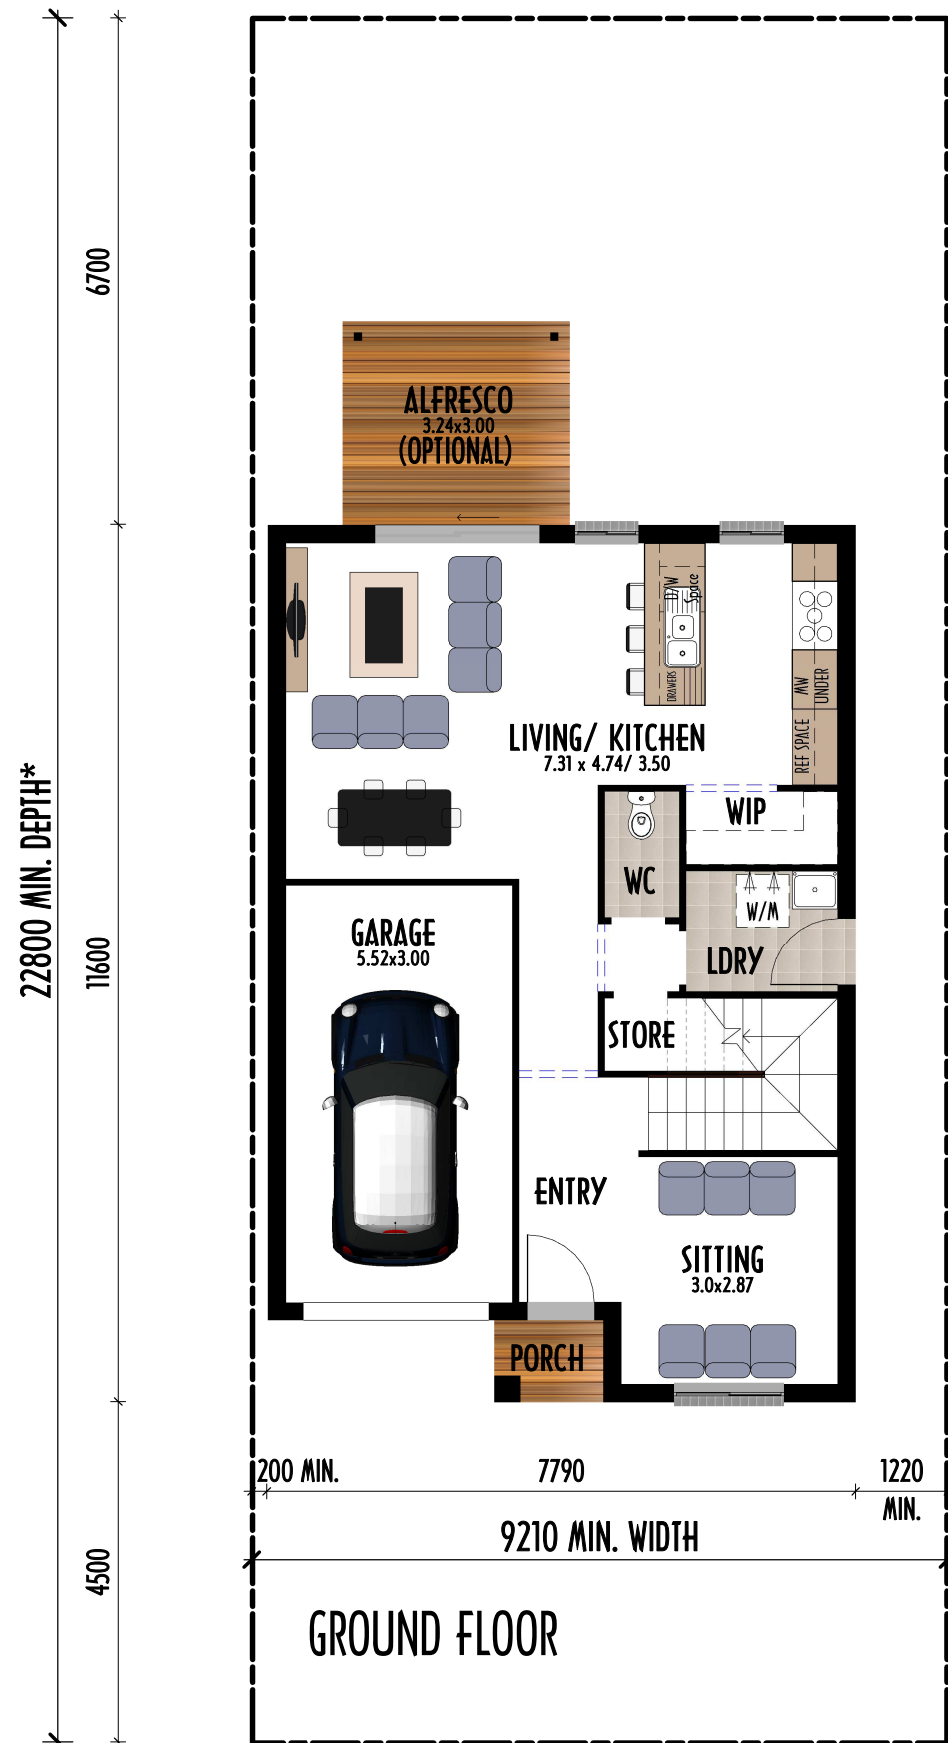 6700
ALFRESCO
3.24x3.00
(OPTIONAL)
D/W
Space
DRAWERS
MW
UNDER
REF SPACE
LIVING/ KITCHEN
7.31 x 4.74/ 3.50
22800 MIN. DEPTH*
11600
WIP
WC
W/M
LDRY
GARAGE
5.52x3.00
STORE
ENTRY
SITTING
3.0x2.87
PORCH
200 MIN.
7790
1220
MIN.
9210 MIN. WIDTH
4500
GROUND FLOOR